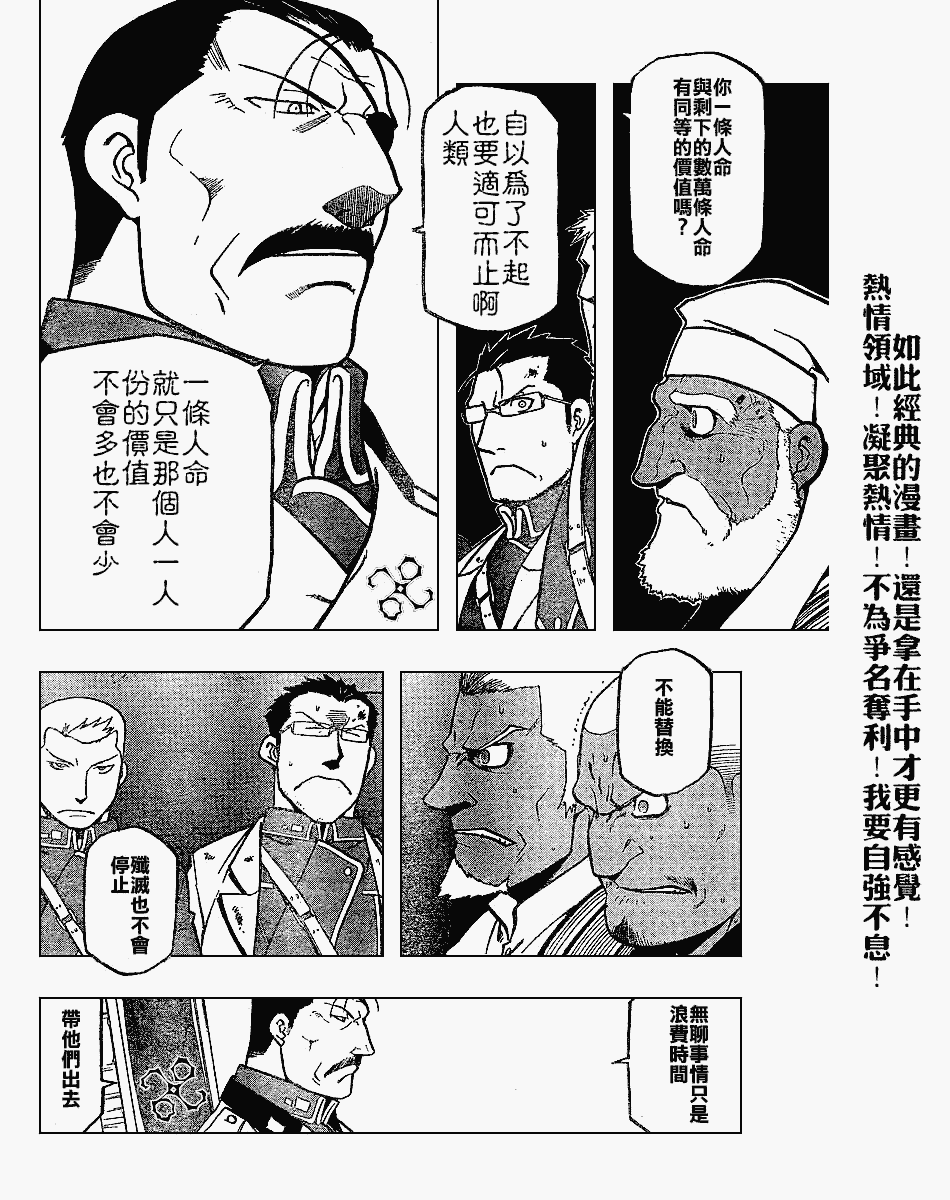 如此經典的漫畫！還是拿在手中才更有感覺！
熱情領域！凝聚熱情！不為爭名奪利！我要自強不息！
你一條人命
與剩下的數萬條人命
有同等的價值嗎？
自以爲了不起
也要適可而止啊
人類
一條人命
就只是那個人一人
份的價值
不會多也不會少
不能替換
殲滅也不會
停止
無聊事情只是
浪費時間
帶他們出去